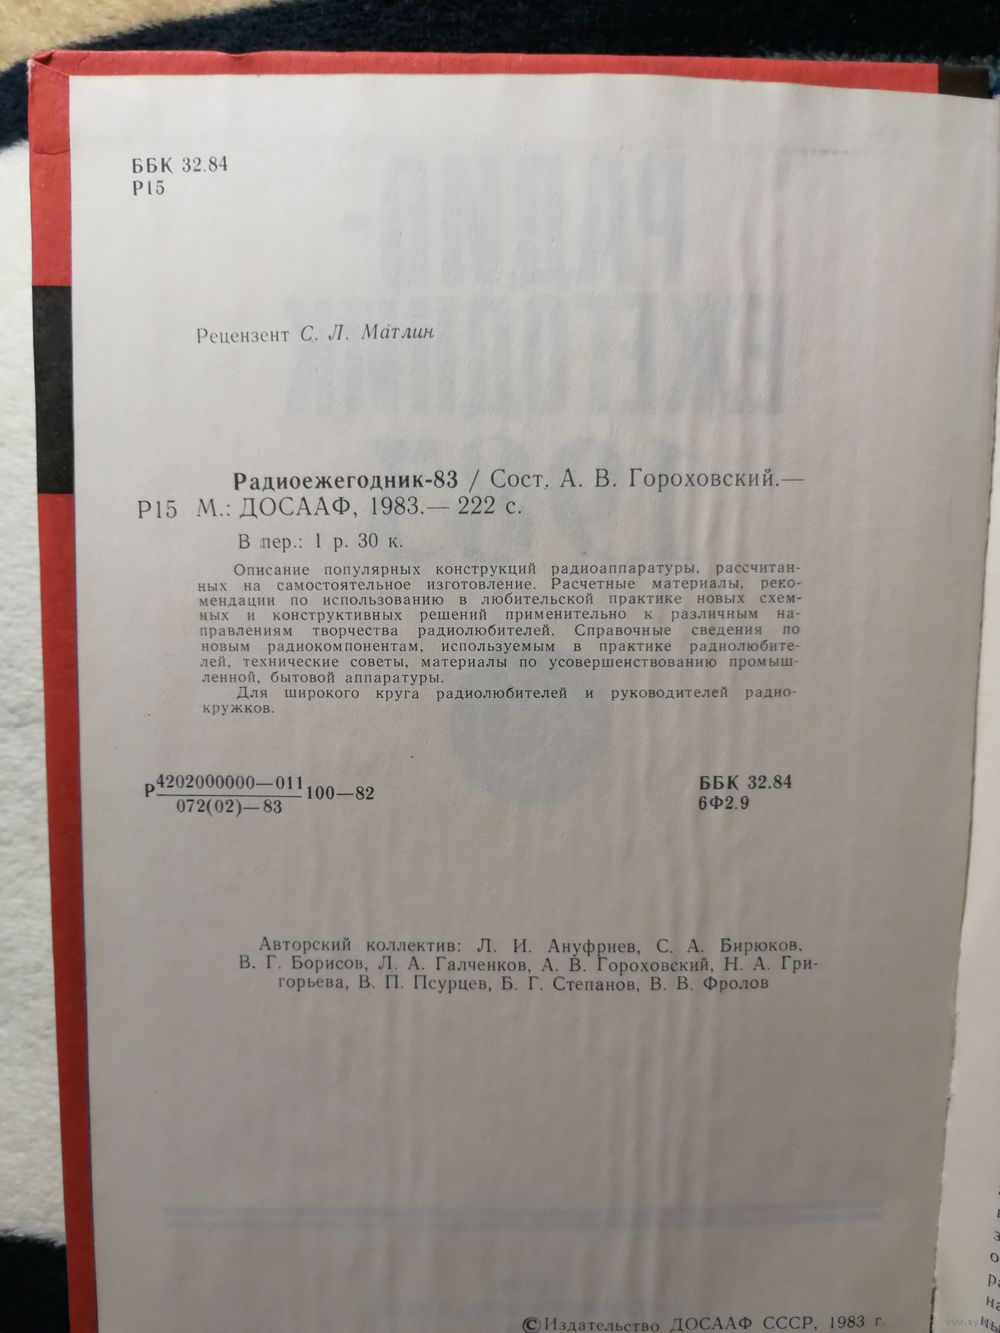 ББК 32.84
Р15
Рецензент С. Л. Матлин
Радиоежегодник-83 / Сост. А. В. Гороховский.—
Р15 М.: ДОСААФ, 1983.— 222 с.
В пер.: 1 р. 30 к.
Описание популярных конструкций радиоаппаратуры, рассчитан-
ных на самостоятельное изготовление. Расчетные материалы, реко-
мендации по использованию в любительской практике новых схем-
ных и конструктивных решений применительно к различным на-
правлениям творчества радиолюбителей. Справочные сведения по
новым радиокомпонентам, используемым в практике радиолюбите-
лей, технические советы, материалы по усовершенствованию промыш-
ленной, бытовой аппаратуры.
Для широкого круга радиолюбителей и руководителей радио-
кружков.
Р 4202000000—011 100—82
072(02)—83
ББК 32.84
6Ф2.9
Авторский коллектив: Л. И. Ануфриев, С. А. Бирюков,
В. Г. Борисов, Л. А. Галченков, А. В. Гороховский, Н. А. Гри-
горьева, В. П. Псурцев, Б. Г. Степанов, В. В. Фролов
© Издательство ДОСААФ СССР, 1983 г.